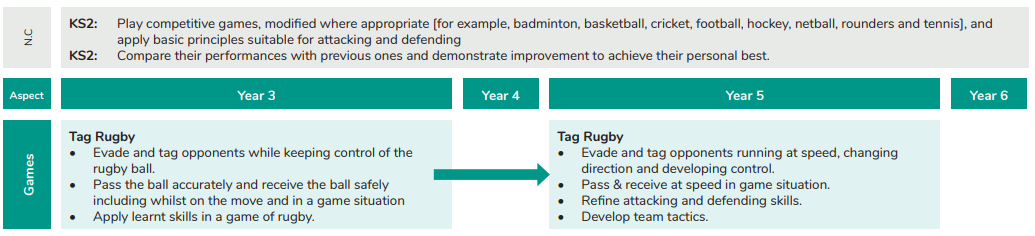 N.C
KS2: Play competitive games, modified where appropriate [for example, badminton, basketball, cricket, football, hockey, netball, rounders and tennis], and
apply basic principles suitable for attacking and defending
KS2: Compare their performances with previous ones and demonstrate improvement to achieve their personal best.
Aspect Year 3 Year 4 Year 5 Year 6
Games
Tag Rugby
• Evade and tag opponents while keeping control of the
rugby ball.
• Pass the ball accurately and receive the ball safely
including whilst on the move and in a game situation
• Apply learnt skills in a game of rugby.
Tag Rugby
• Evade and tag opponents running at speed, changing
direction and developing control.
• Pass & receive at speed in game situation.
• Refine attacking and defending skills.
• Develop team tactics.